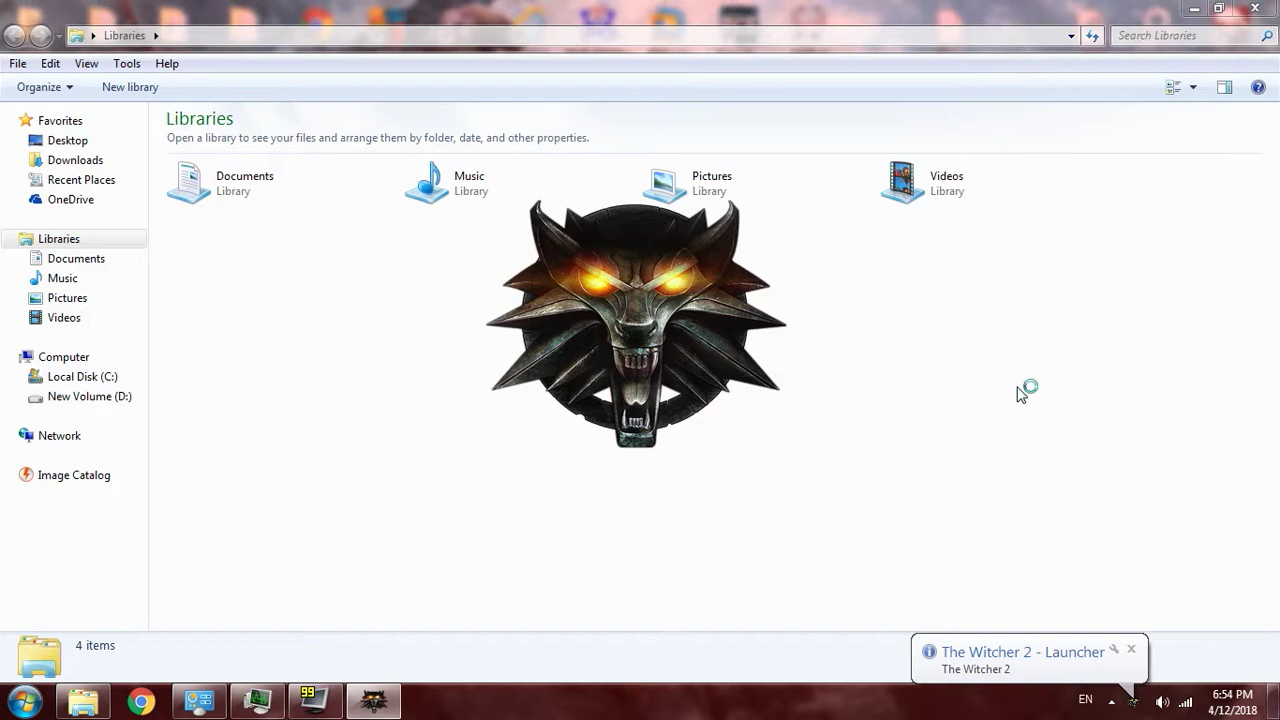 Libraries
Search Libraries
File Edit View Tools Help
Organize New library
Favorites
Desktop
Downloads
Recent Places
OneDrive
Libraries
Documents
Music
Pictures
Videos
Computer
Local Disk (C:)
New Volume (D:)
Network
Image Catalog
Libraries
Open a library to see your files and arrange them by folder, date, and other properties.
Documents
Library
Music
Library
Pictures
Library
Videos
Library
4 items
The Witcher 2 - Launcher
The Witcher 2
99
EN
6:54 PM
4/12/2018